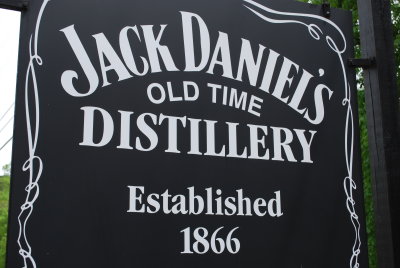 JACK DANIEL'S
OLD TIME
DISTILLERY
Established
1866